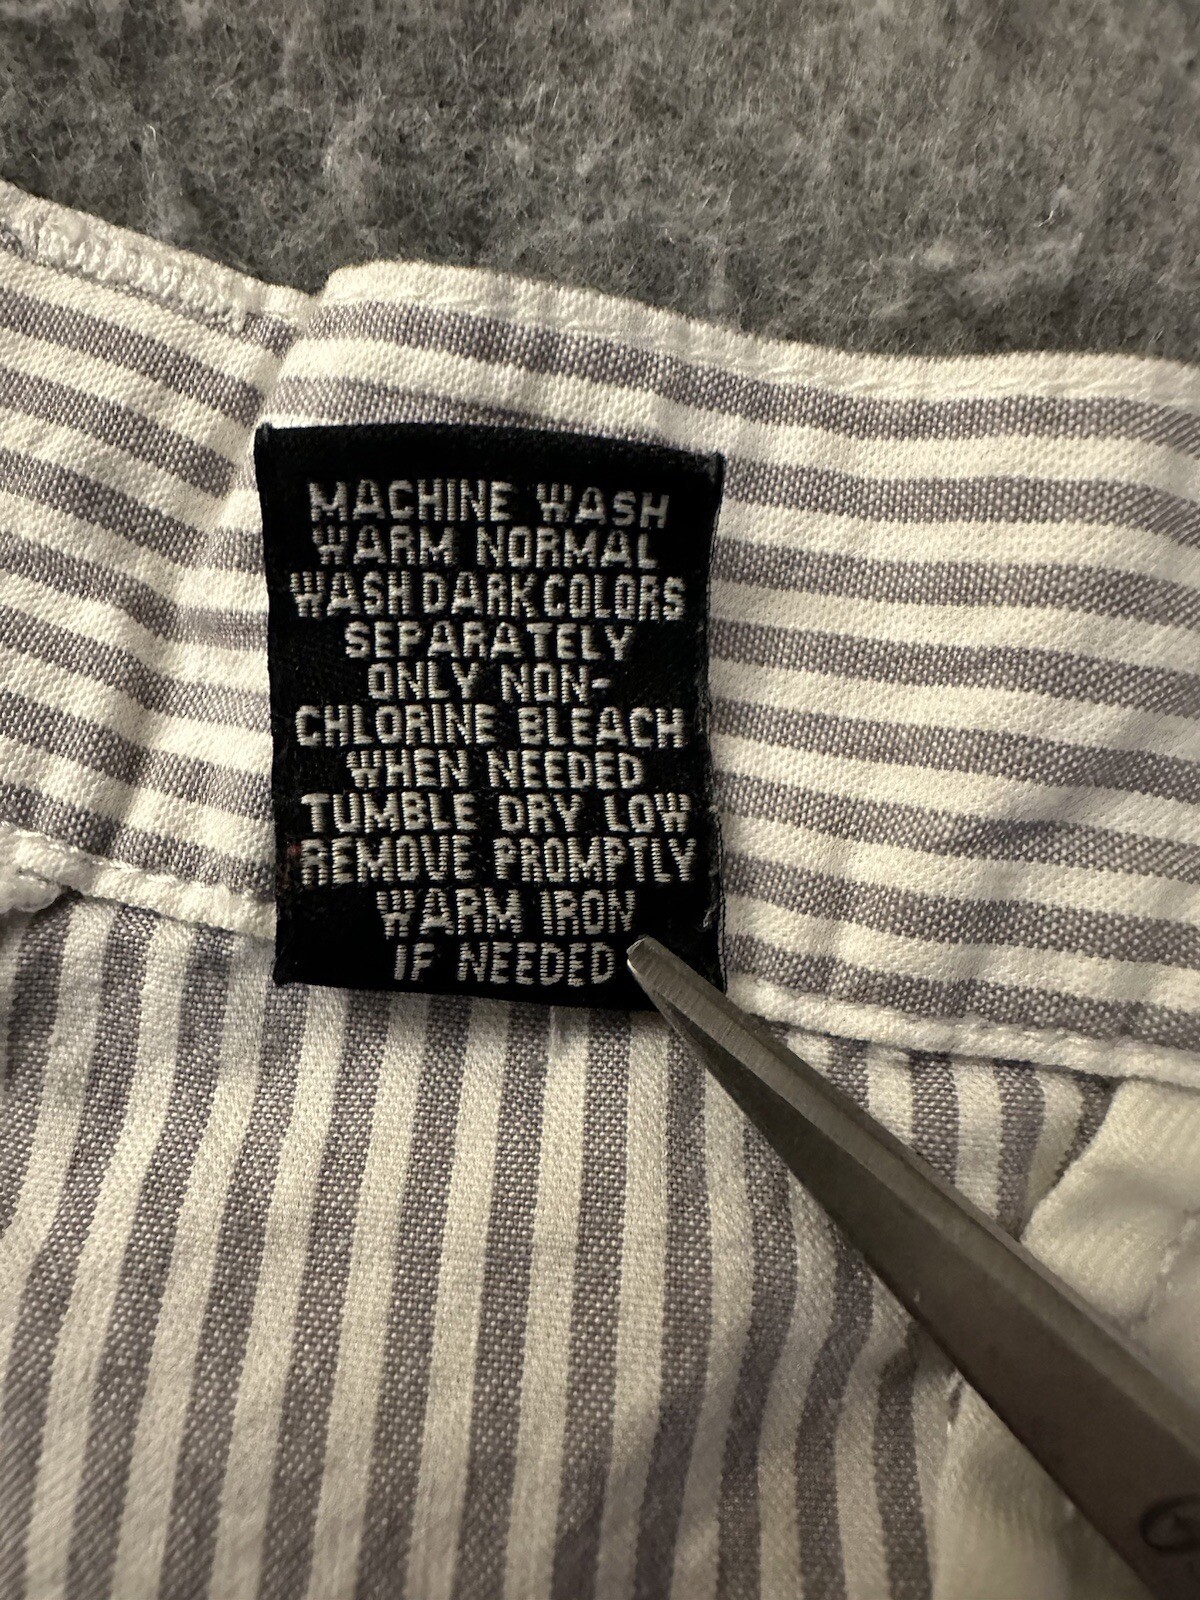 MACHINE WASH
WARM NORMAL
WASH DARK COLORS
SEPARATELY
ONLY NON-
CHLORINE BLEACH
WHEN NEEDED
TUMBLE DRY LOW
REMOVE PROMPTLY
WARM IRON
IF NEEDED